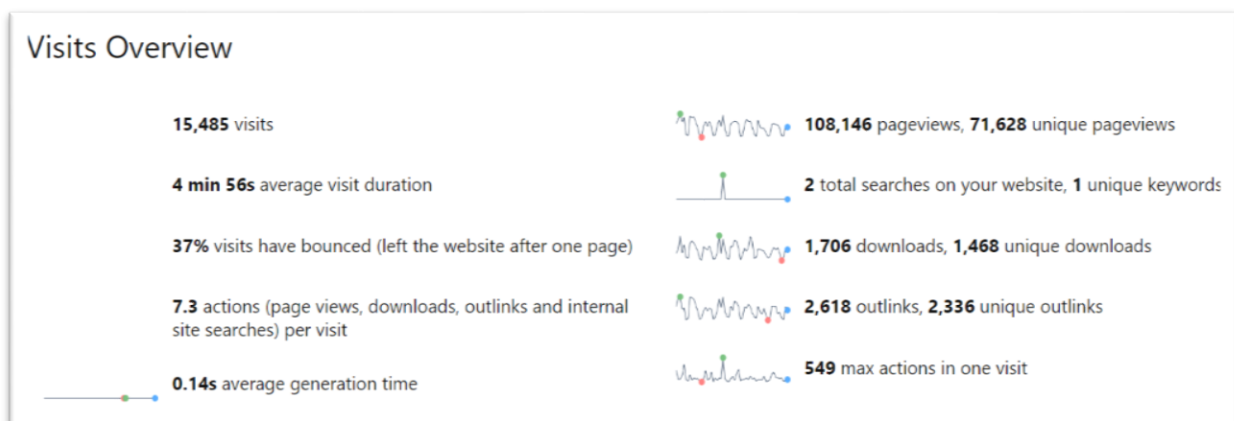 Visits Overview
15,485 visits
4 min 56s average visit duration
37% visits have bounced (left the website after one page)
7.3 actions (page views, downloads, outlinks and internal
site searches) per visit
0.14s average generation time
108,146 pageviews, 71,628 unique pageviews
2 total searches on your website, 1 unique keywords
1,706 downloads, 1,468 unique downloads
2,618 outlinks, 2,336 unique outlinks
549 max actions in one visit